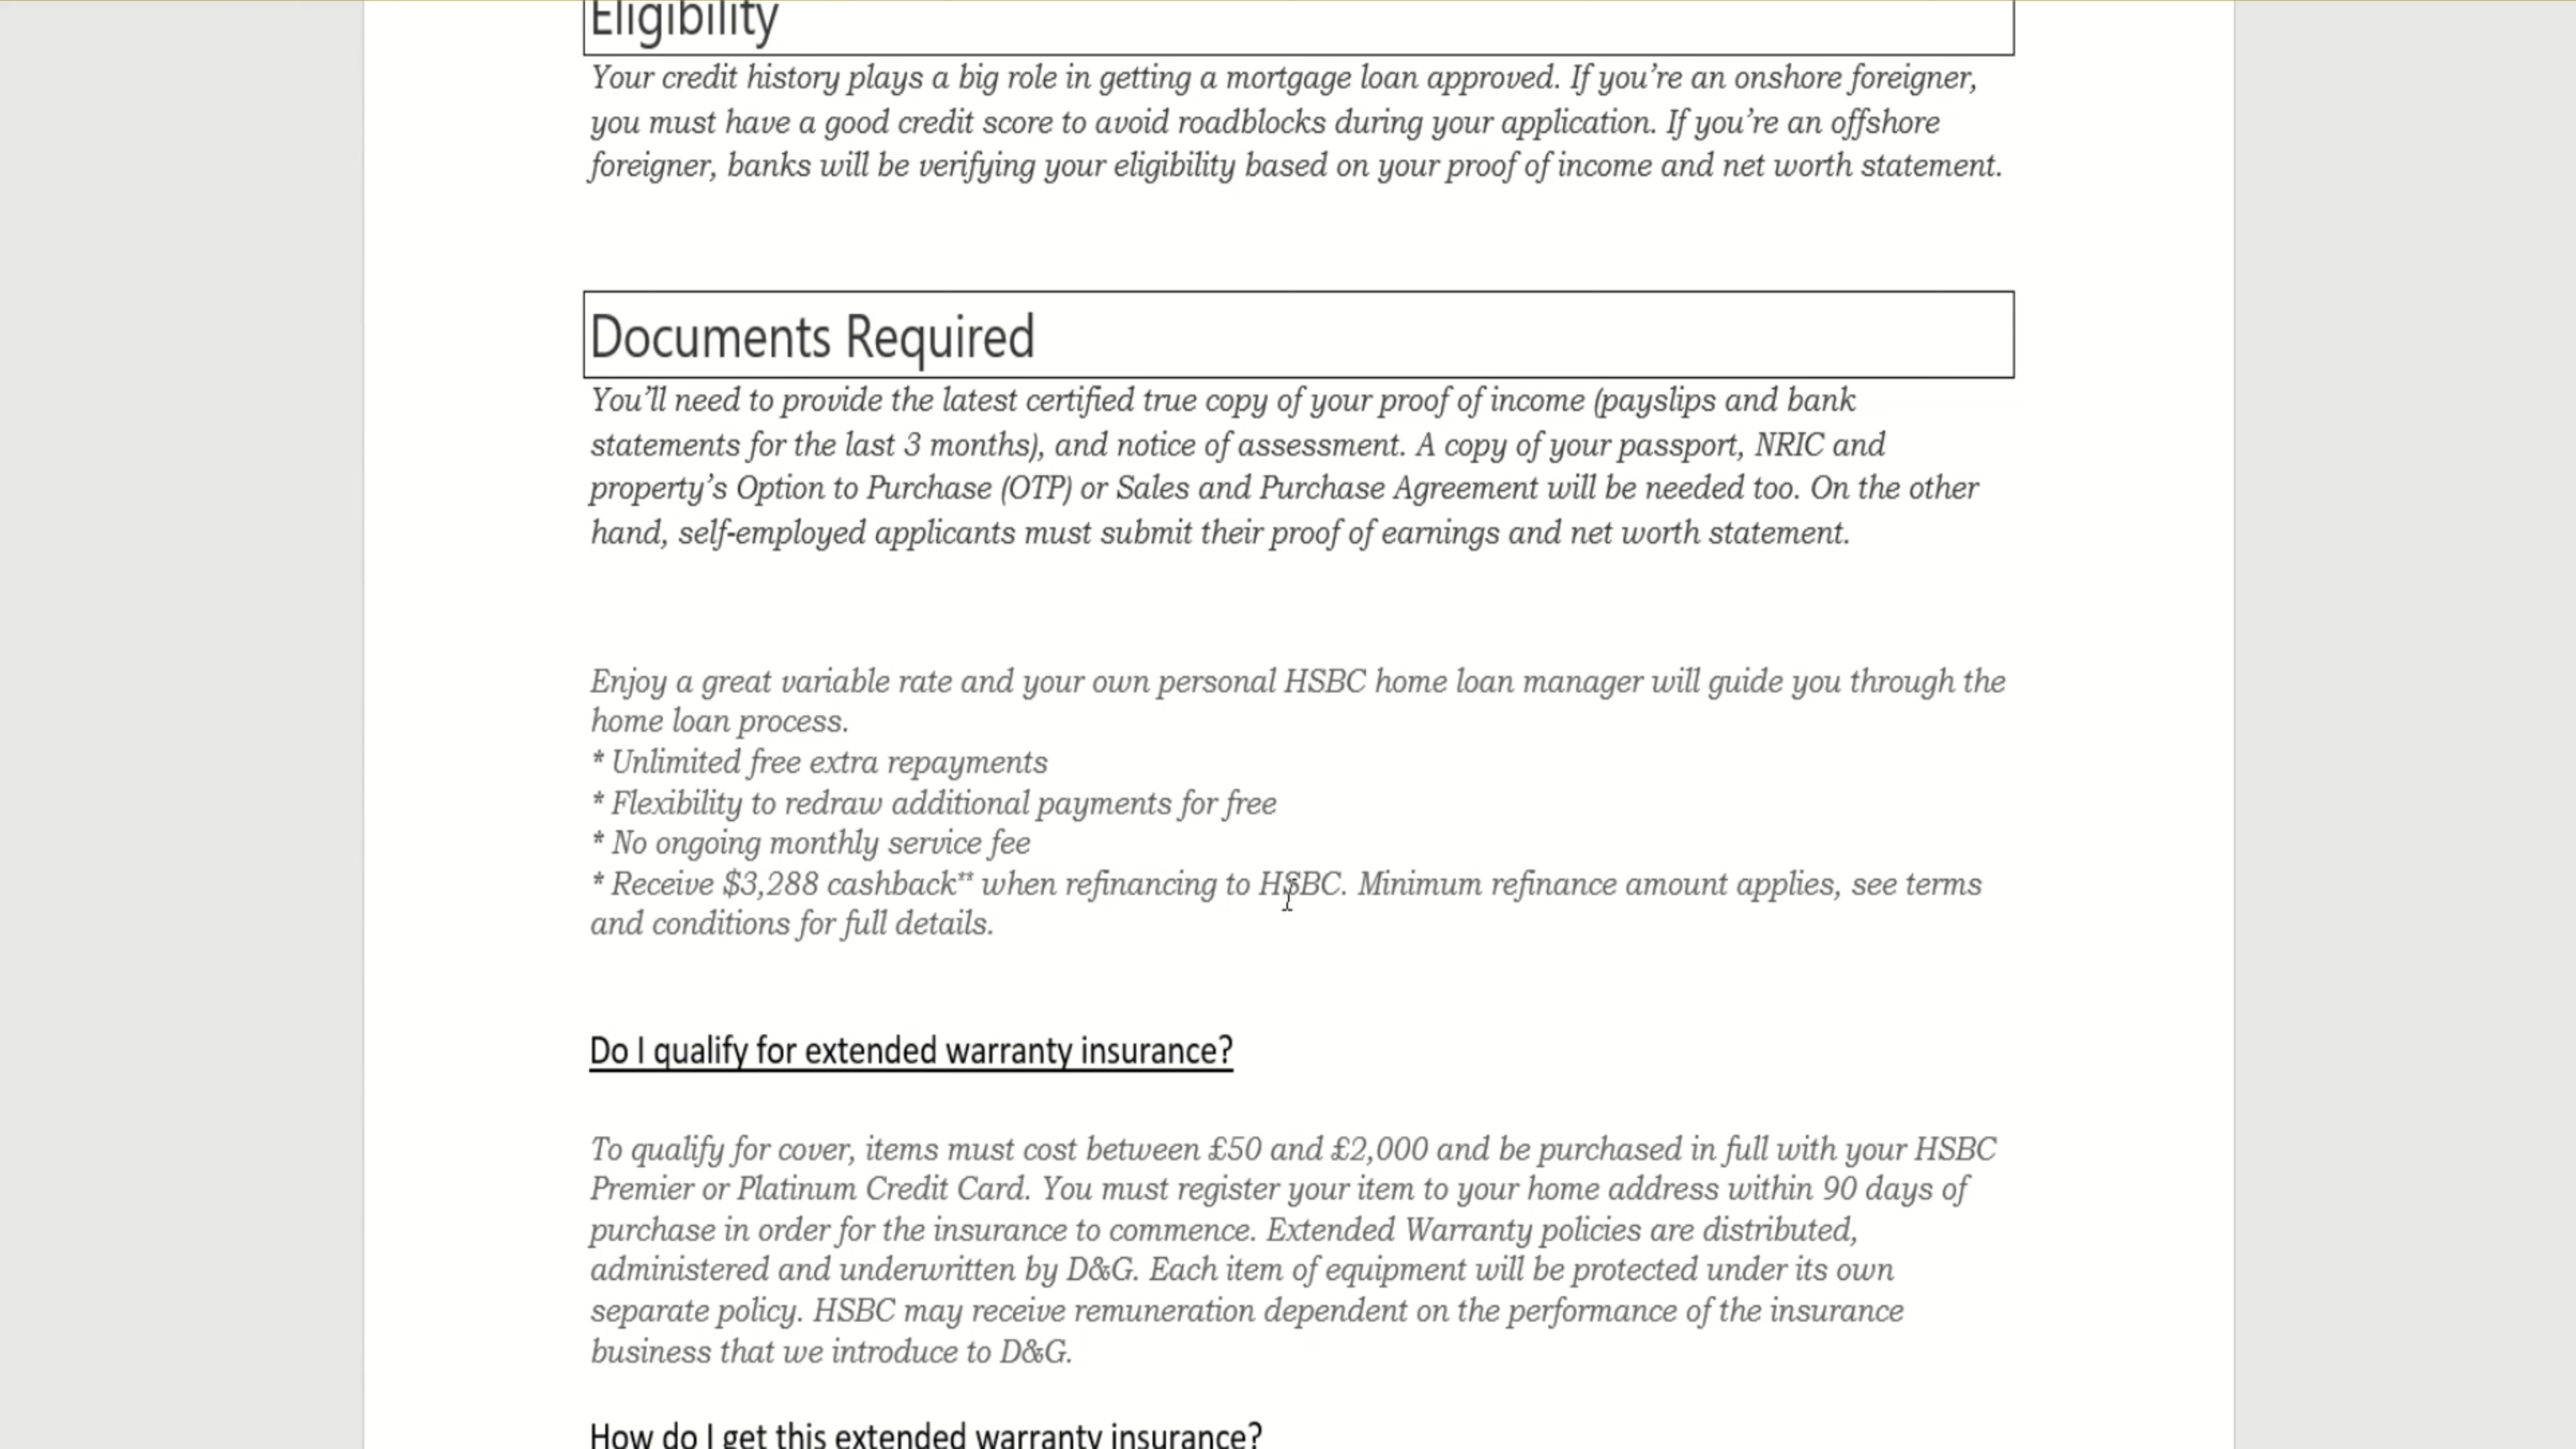 Eligibility
Your credit history plays a big role in getting a mortgage loan approved. If you’re an onshore foreigner,
you must have a good credit score to avoid roadblocks during your application. If you’re an offshore
foreigner, banks will be verifying your eligibility based on your proof of income and net worth statement.
Documents Required
You’ll need to provide the latest certified true copy of your proof of income (payslips and bank
statements for the last 3 months), and notice of assessment. A copy of your passport, NRIC and
property’s Option to Purchase (OTP) or Sales and Purchase Agreement will be needed too. On the other
hand, self-employed applicants must submit their proof of earnings and net worth statement.
Enjoy a great variable rate and your own personal HSBC home loan manager will guide you through the
home loan process.
* Unlimited free extra repayments
* Flexibility to redraw additional payments for free
* No ongoing monthly service fee
* Receive $3,288 cashback** when refinancing to HSBC. Minimum refinance amount applies, see terms
and conditions for full details.
Do I qualify for extended warranty insurance?
To qualify for cover, items must cost between £50 and £2,000 and be purchased in full with your HSBC
Premier or Platinum Credit Card. You must register your item to your home address within 90 days of
purchase in order for the insurance to commence. Extended Warranty policies are distributed,
administered and underwritten by D&G. Each item of equipment will be protected under its own
separate policy. HSBC may receive remuneration dependent on the performance of the insurance
business that we introduce to D&G.
How do I get this extended warranty insurance?